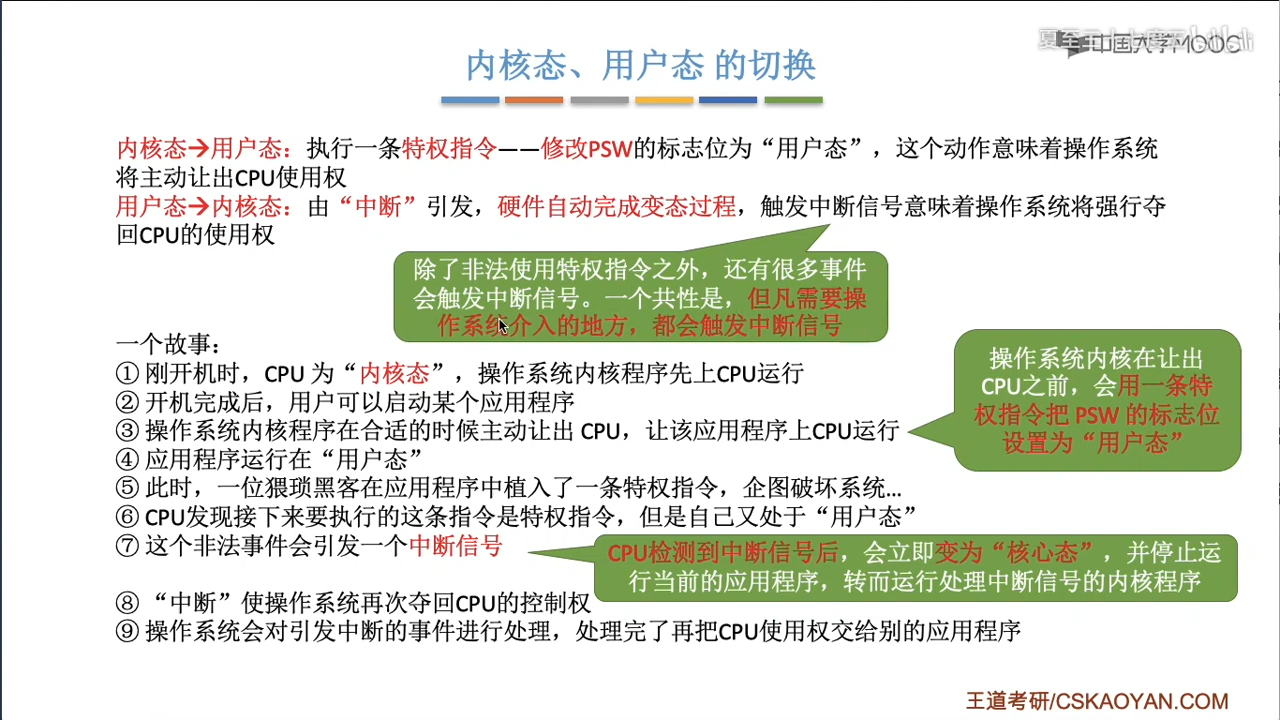 中国大学MOOC
内核态、用户态 的切换
内核态→用户态：执行一条特权指令——修改PSW的标志位为“用户态”，这个动作意味着操作系统
将主动让出CPU使用权
用户态→内核态：由“中断”引发，硬件自动完成变态过程，触发中断信号意味着操作系统将强行夺
回CPU的使用权
除了非法使用特权指令之外，还有很多事件
会触发中断信号。一个共性是，但凡需要操
作系统介入的地方，都会触发中断信号
一个故事：
① 刚开机时，CPU 为“内核态”，操作系统内核程序先上CPU运行
② 开机完成后，用户可以启动某个应用程序
③ 操作系统内核程序在合适的时候主动让出 CPU，让该应用程序上CPU运行
操作系统内核在让出
CPU之前，会用一条特
权指令把 PSW 的标志位
设置为“用户态”
④ 应用程序运行在“用户态”
⑤ 此时，一位猥琐黑客在应用程序中植入了一条特权指令，企图破坏系统...
⑥ CPU发现接下来要执行的这条指令是特权指令，但是自己又处于“用户态”
⑦ 这个非法事件会引发一个中断信号
CPU检测到中断信号后，会立即变为“核心态”，并停止运
行当前的应用程序，转而运行处理中断信号的内核程序
⑧ “中断”使操作系统再次夺回CPU的控制权
⑨ 操作系统会对引发中断的事件进行处理，处理完了再把CPU使用权交给别的应用程序
王道考研/CSKAOYAN.COM